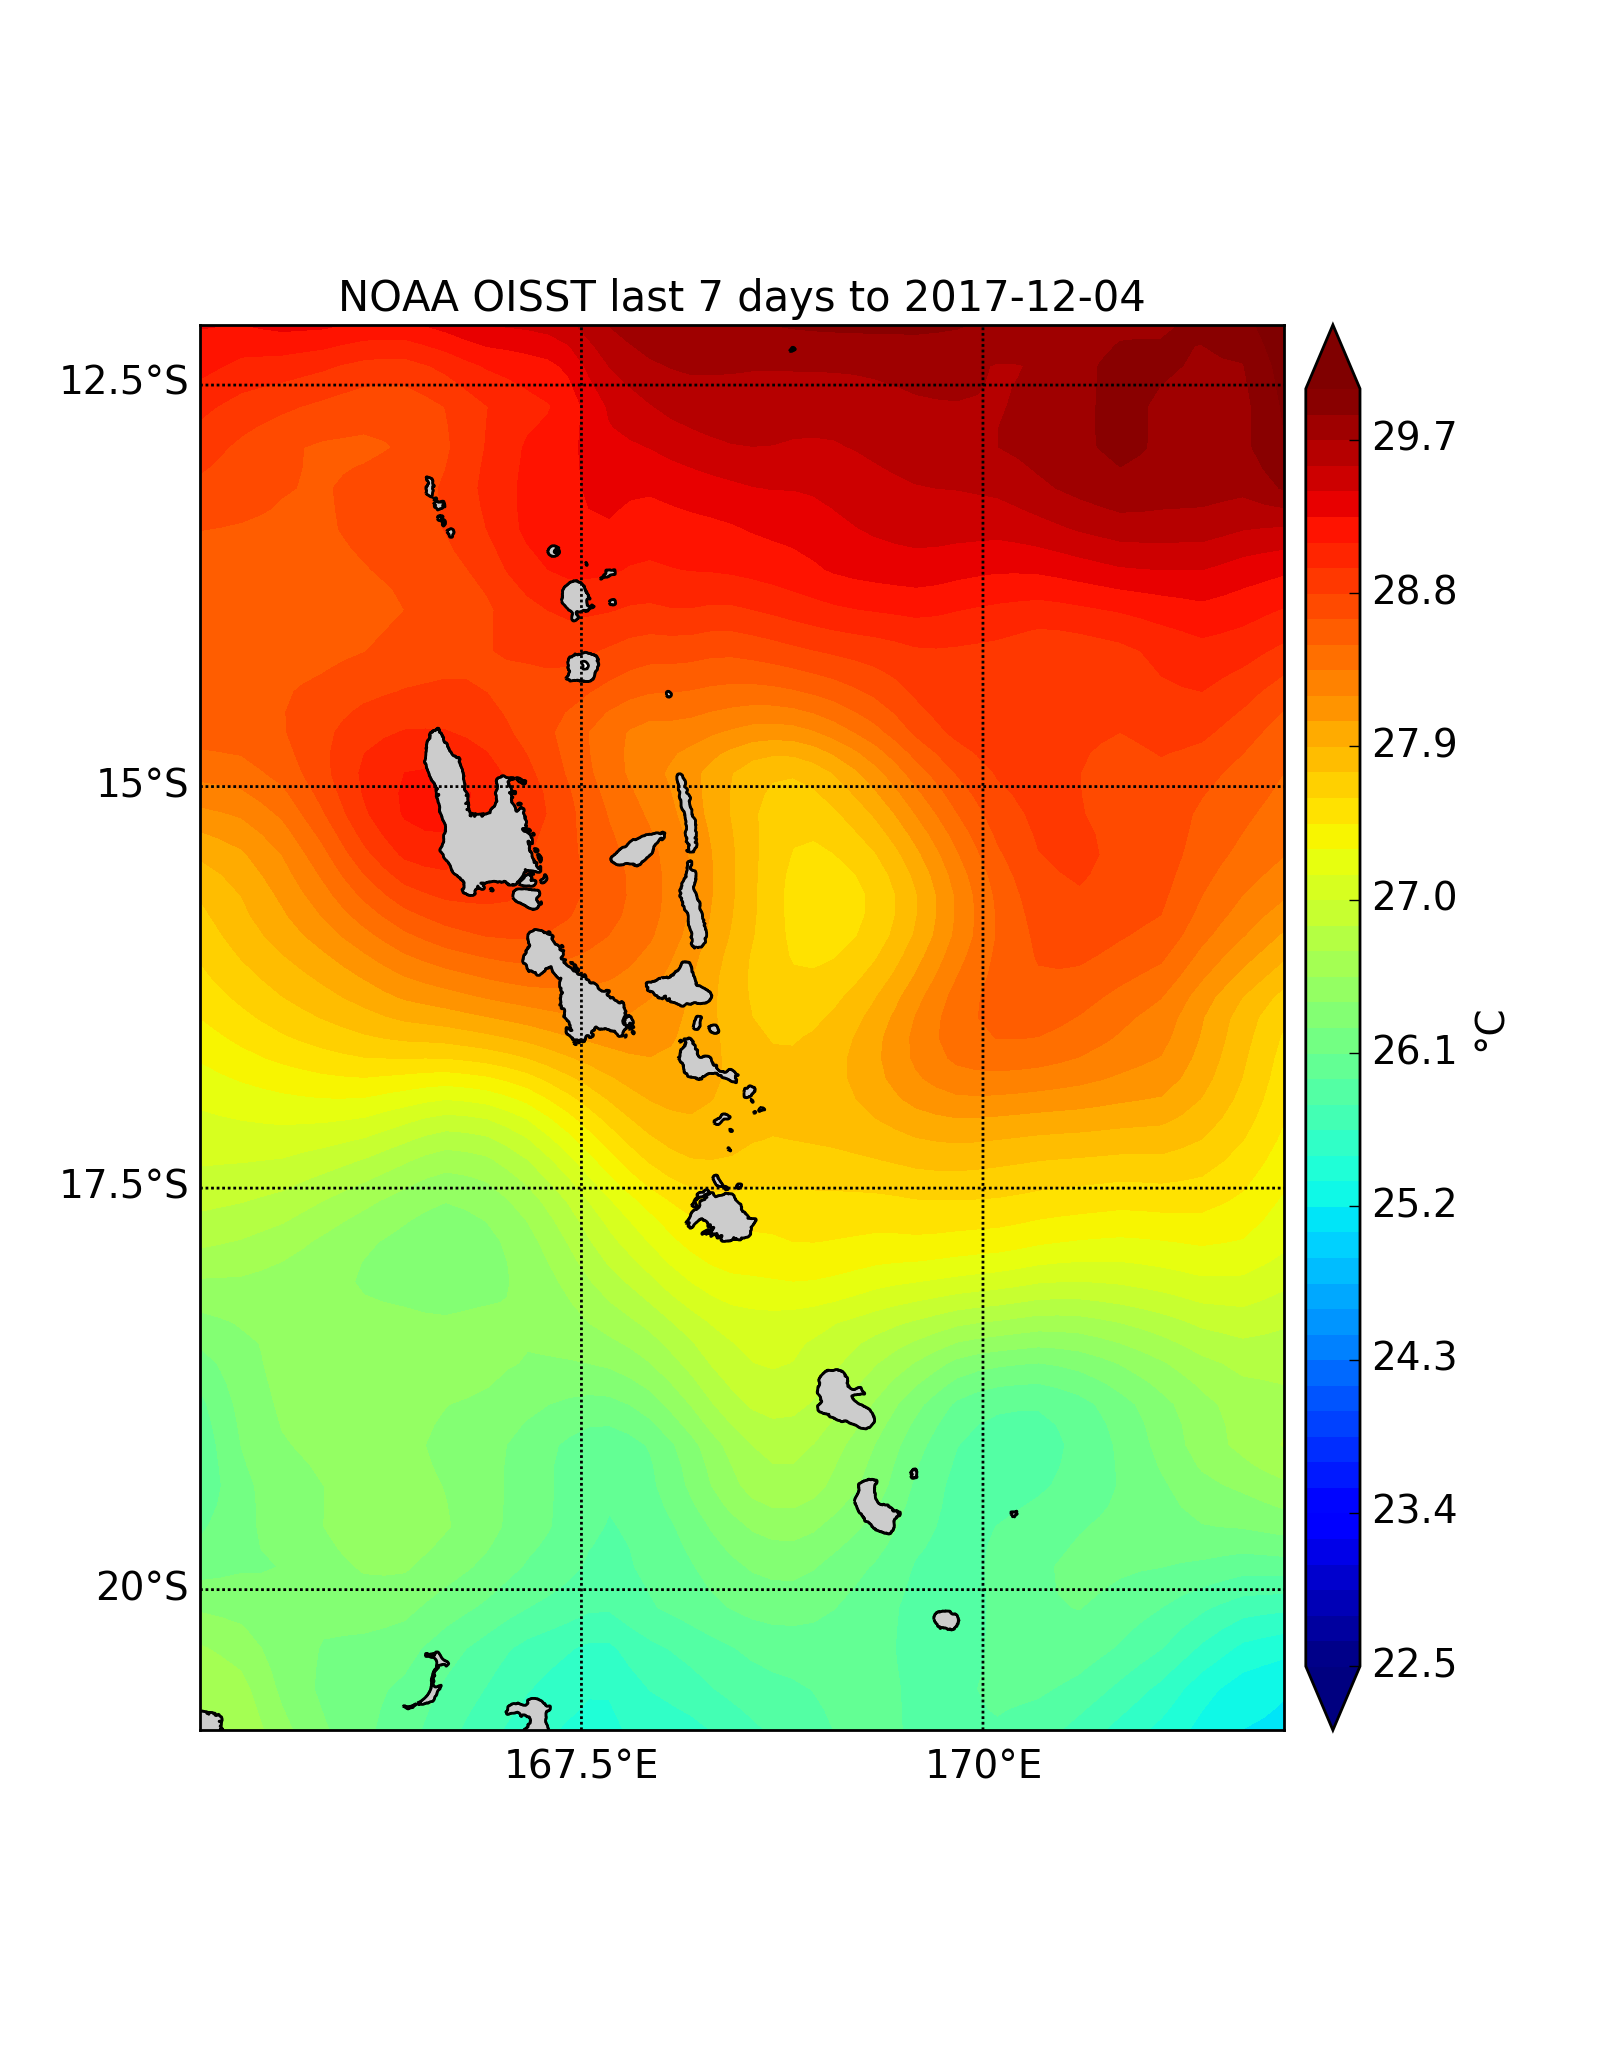 NOAA OISST last 7 days to 2017-12-04
12.5°S
15°S
17.5°S
20°S
167.5°E
170°E
29.7
28.8
27.9
27.0
26.1
25.2
24.3
23.4
22.5
°C